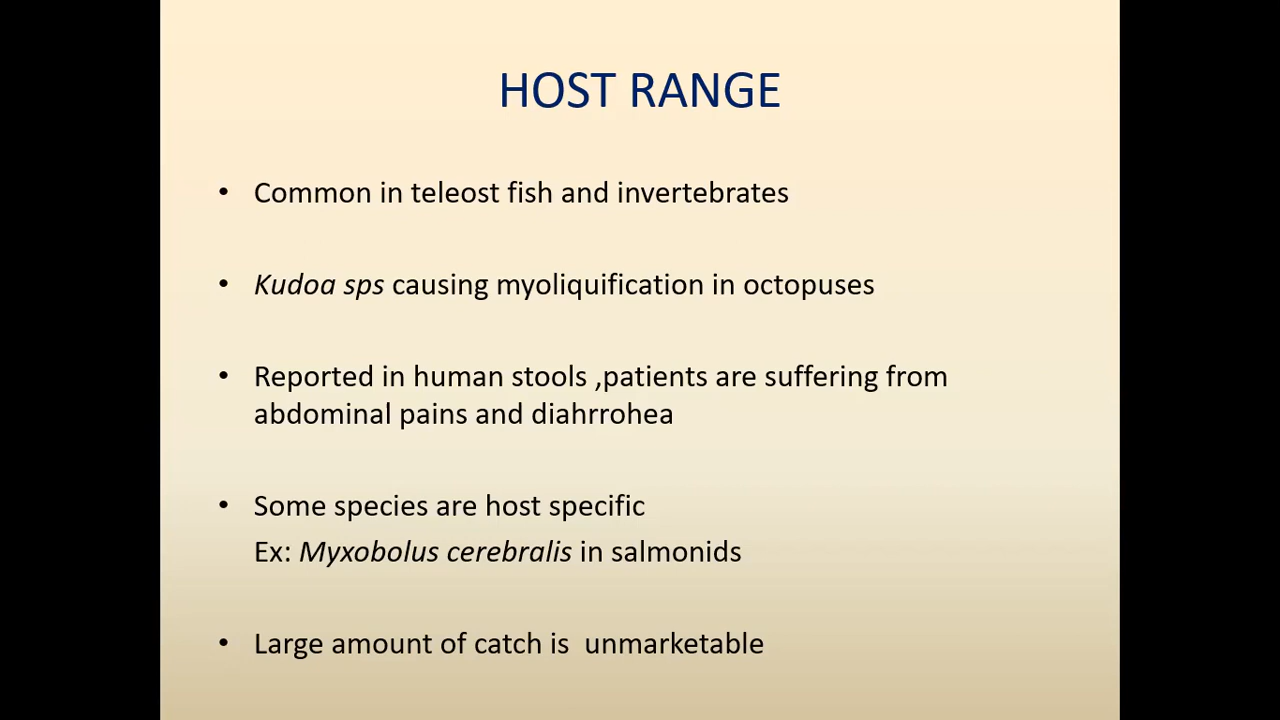 HOST RANGE
• Common in teleost fish and invertebrates
• Kudoa sps causing myoliquification in octopuses
• Reported in human stools ,patients are suffering from
abdominal pains and diahrrohea
• Some species are host specific
Ex: Myxobolus cerebralis in salmonids
• Large amount of catch is  unmarketable